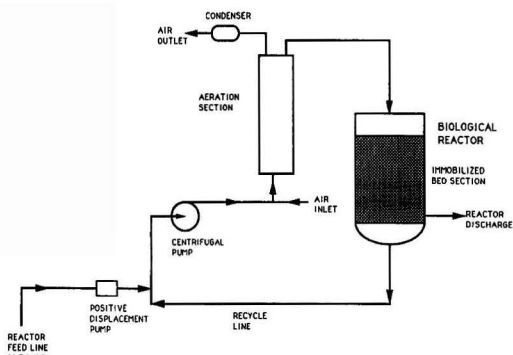 CONDENSER
AIR
OUTLET
AERATION
SECTION
BIOLOGICAL
REACTOR
IMMOBILIZED
BED SECTION
AIR
INLET
REACTOR
DISCHARGE
CENTRIFUGAL
PUMP
POSITIVE
DISPLACEMENT
PUMP
RECYCLE
LINE
REACTOR
FEED LINE